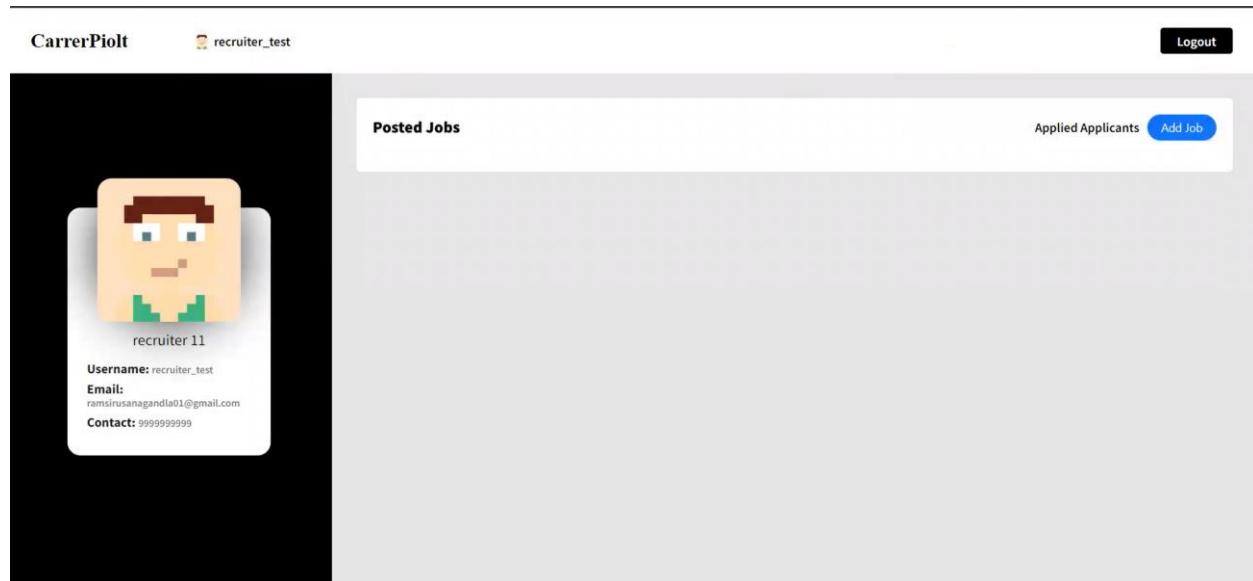 CarrerPiolt
recruiter_test
Logout
Posted Jobs
Applied Applicants
Add Job
recruiter 11
Username: recruiter_test
Email:
ramsirusanagandla01@gmail.com
Contact: 9999999999